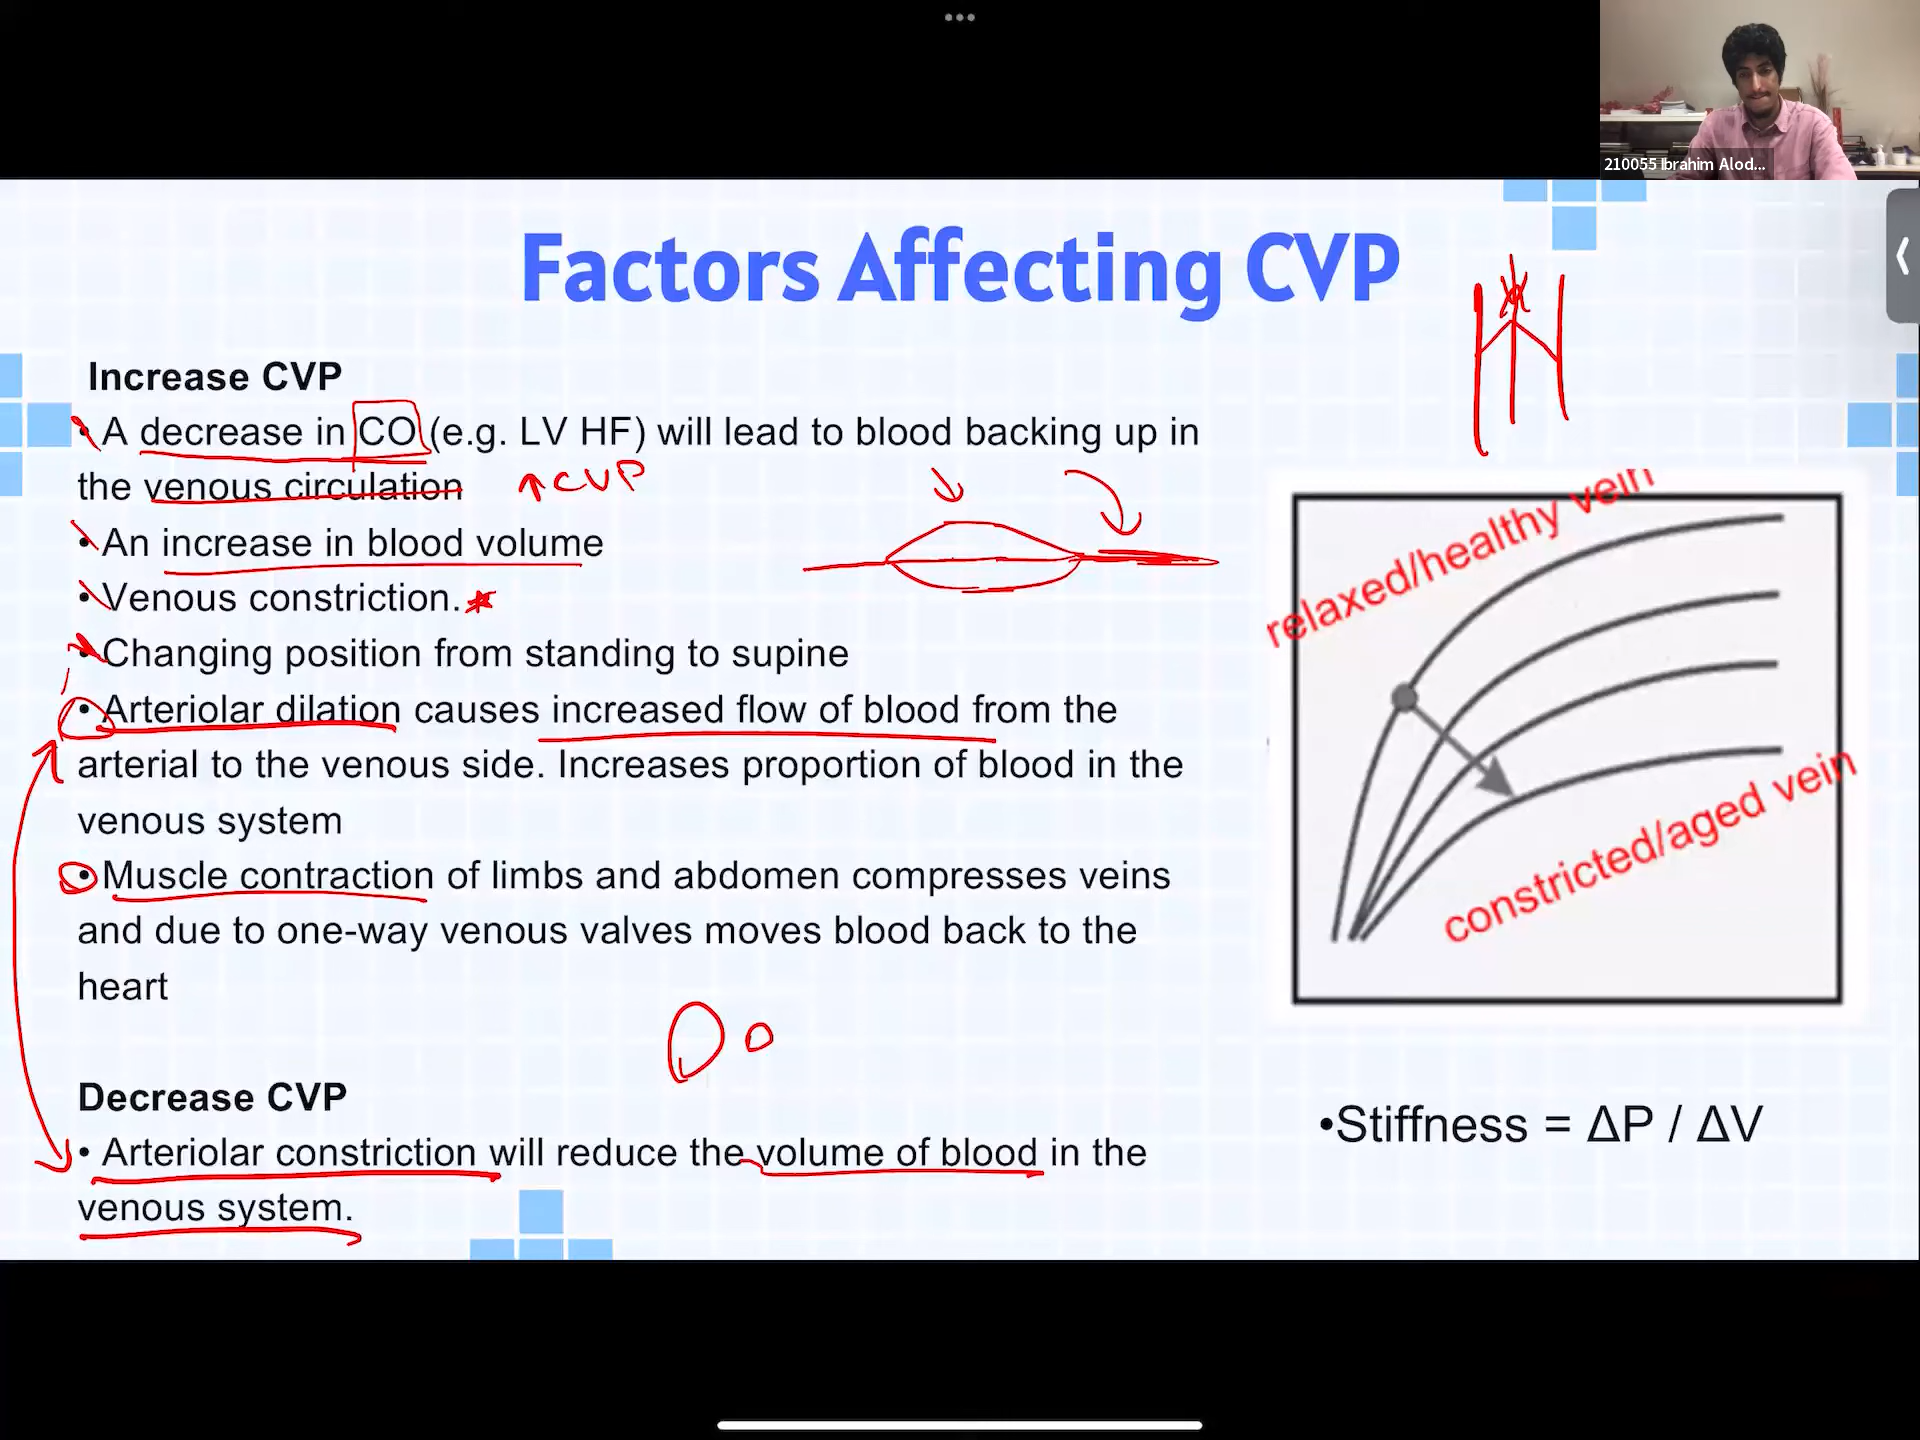 210055 Ibrahim Alod...
Factors Affecting CVP
Increase CVP
• A decrease in CO (e.g. LV HF) will lead to blood backing up in
the venous circulation ↑ CVP
• An increase in blood volume
• Venous constriction.
• Changing position from standing to supine
• Arteriolar dilation causes increased flow of blood from the
arterial to the venous side. Increases proportion of blood in the
venous system
• Muscle contraction of limbs and abdomen compresses veins
and due to one-way venous valves moves blood back to the
heart
Decrease CVP
• Arteriolar constriction will reduce the volume of blood in the
venous system.
relaxed/healthy vein
constricted/aged vein
•Stiffness = ΔP / ΔV